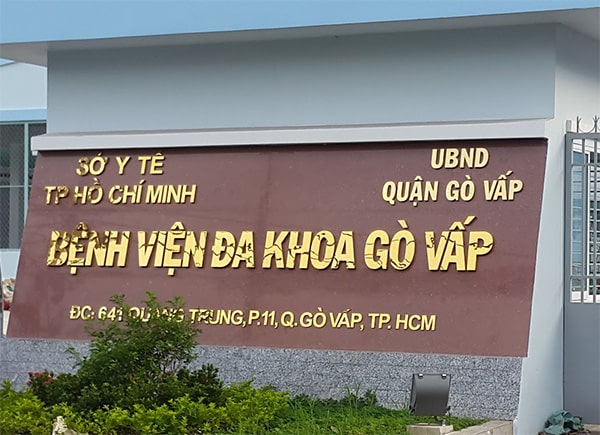 SỞ Y TẾ
TP HỒ CHÍ MINH
UBND
QUẬN GÒ VẤP
BỆNH VIỆN ĐA KHOA GÒ VẤP
ĐC: 641 QUANG TRUNG, P.11, Q. GÒ VẤP, TP. HCM